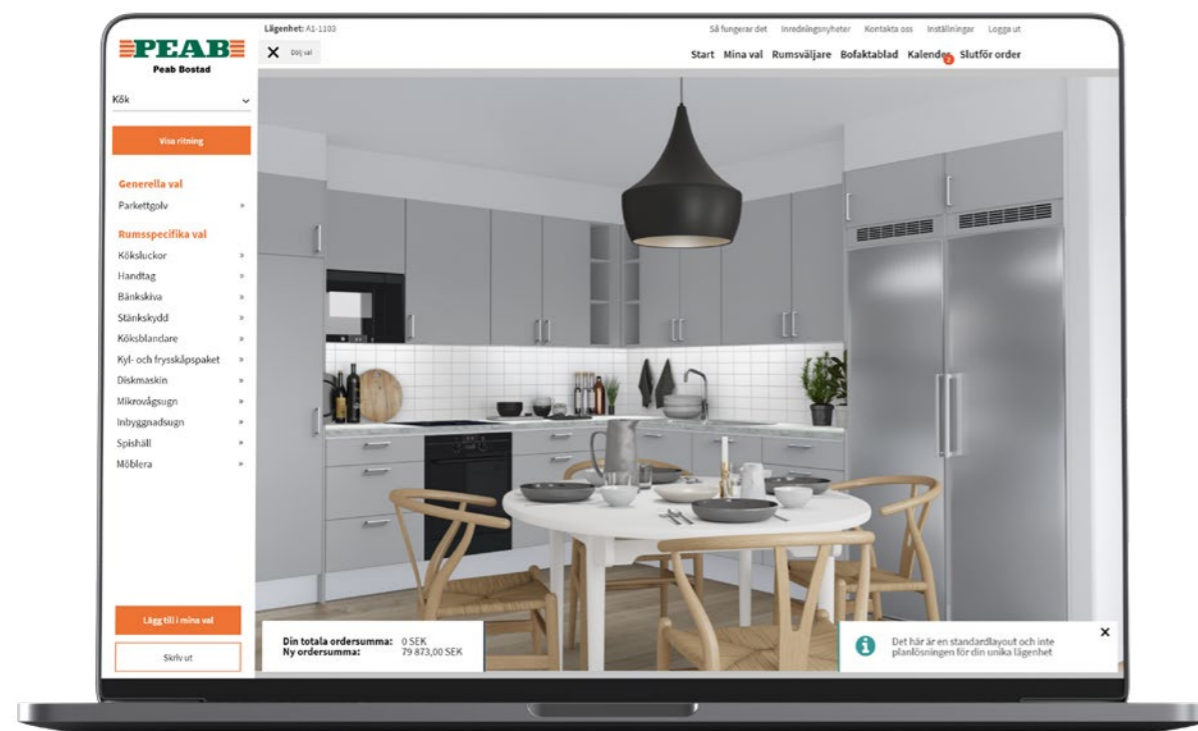 PEAB
Peab Bostad
Lägenhet: A1-1103
Dölj val
Så fungerar det Inredningsnyheter Kontakta oss Inställningar Logga ut
Start Mina val Rumsväljare Bofaktablad Kalender 2 Slutför order
Kök
Visa ritning
Generella val
Parkettgolv »
Rumsspecifika val
Köksluckor »
Handtag »
Bänkskiva »
Stänkskydd »
Köksblandare »
Kyl- och frysskåpspaket »
Diskmaskin »
Mikrovågsugn »
Inbyggnadsugn »
Spishäll »
Möblera »
Lägg till i mina val
Skriv ut
Din totala ordersumma: 0 SEK
Ny ordersumma: 79 873,00 SEK
Det här är en standardlayout och inte
planlösningen för din unika lägenhet